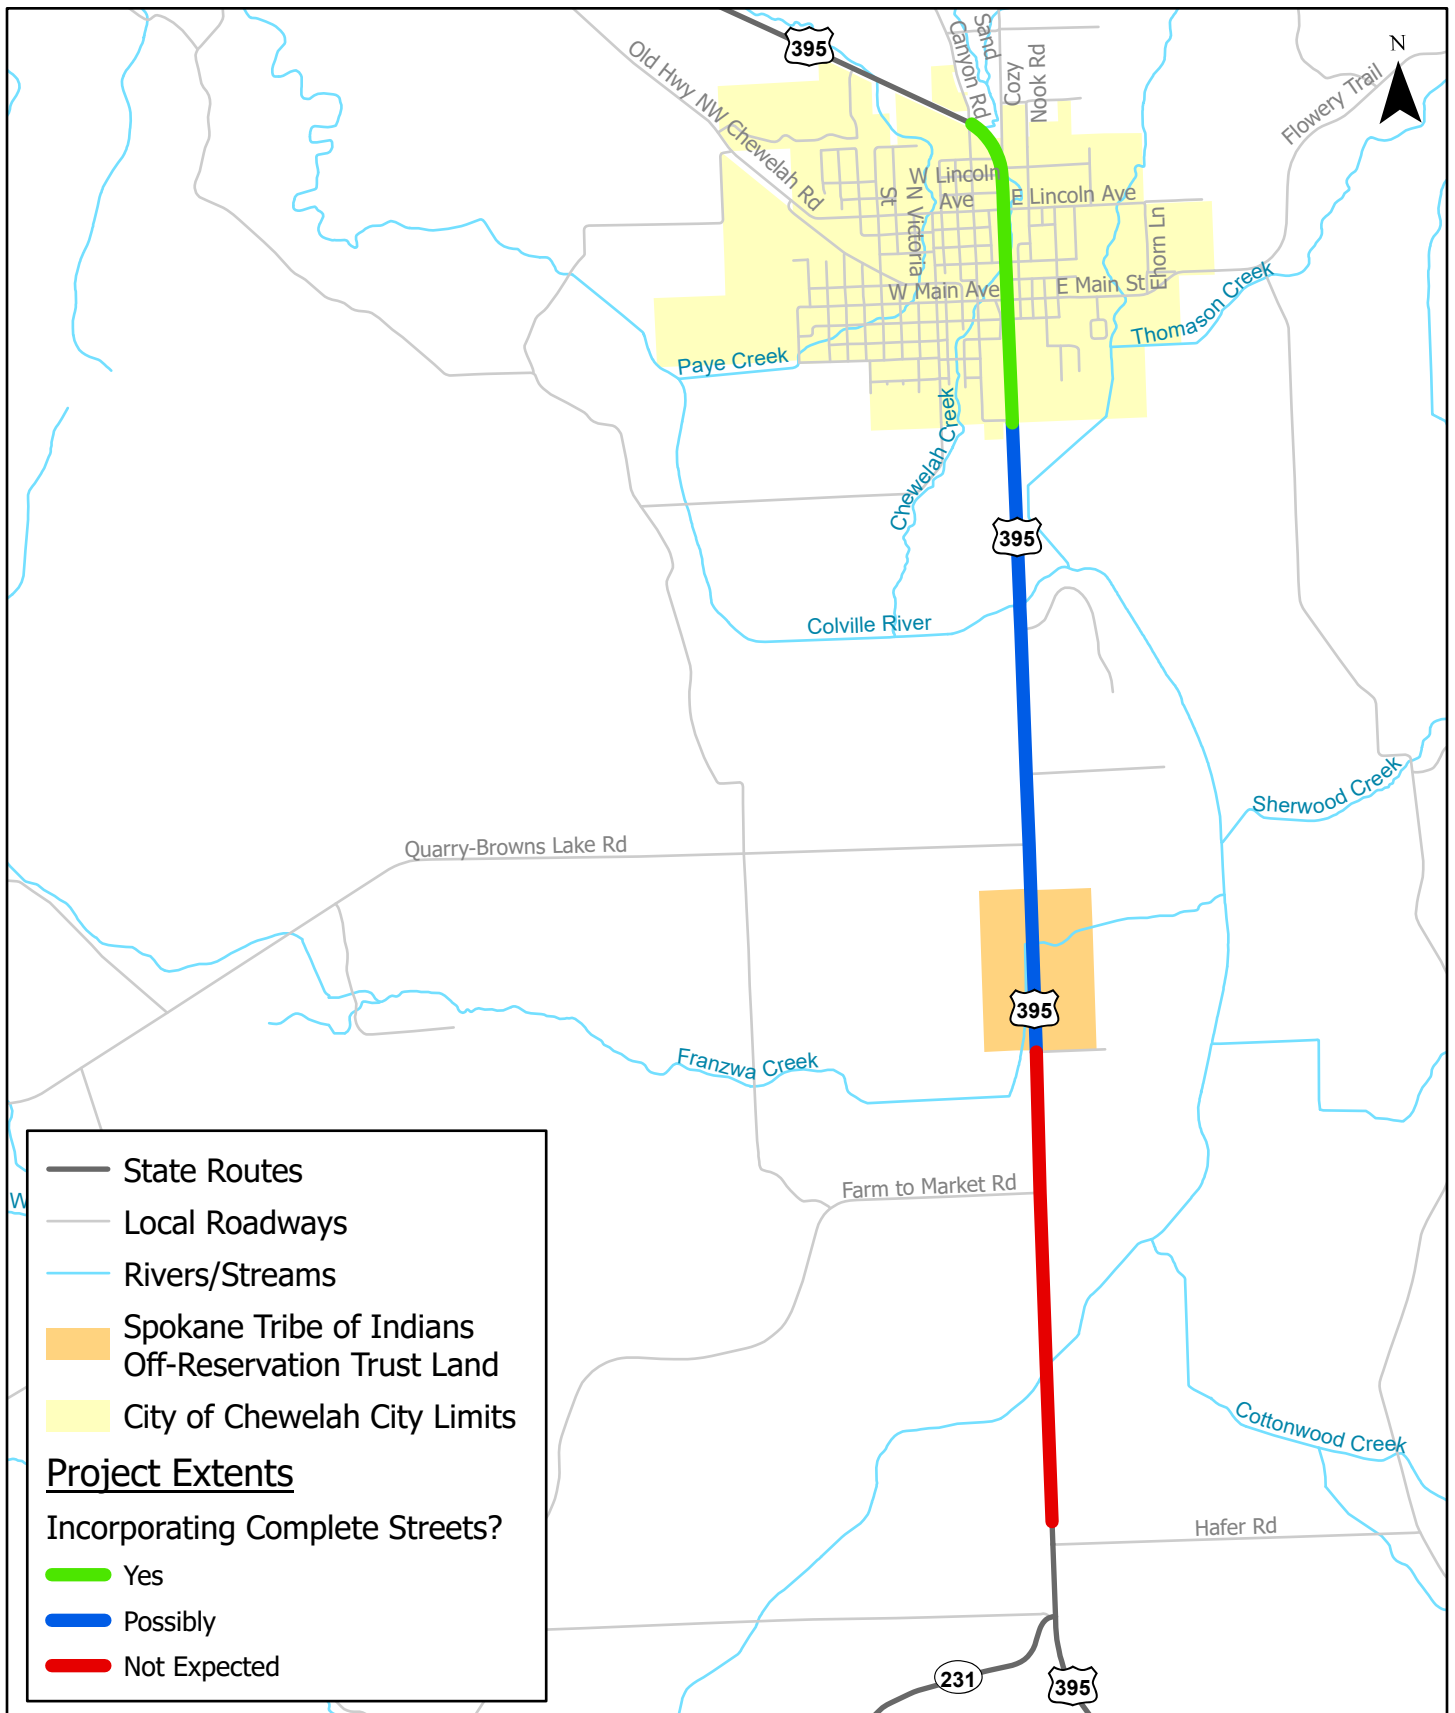 395
Old Hwy NW Chewelah Rd
Sand
Canyon Rd
Cozy
Nook Rd
N
Flowery Trail
W Lincoln
Ave
E Lincoln Ave
N Victoria
St
Ehorn Ln
W Main Ave
E Main St
Thomason Creek
Paye Creek
Chewelah Creek
395
Colville River
Sherwood Creek
Quarry-Browns Lake Rd
395
Franzwa Creek
Farm to Market Rd
W
Cottonwood Creek
Hafer Rd
231
395
State Routes
Local Roadways
Rivers/Streams
Spokane Tribe of Indians
Off-Reservation Trust Land
City of Chewelah City Limits
Project Extents
Incorporating Complete Streets?
Yes
Possibly
Not Expected